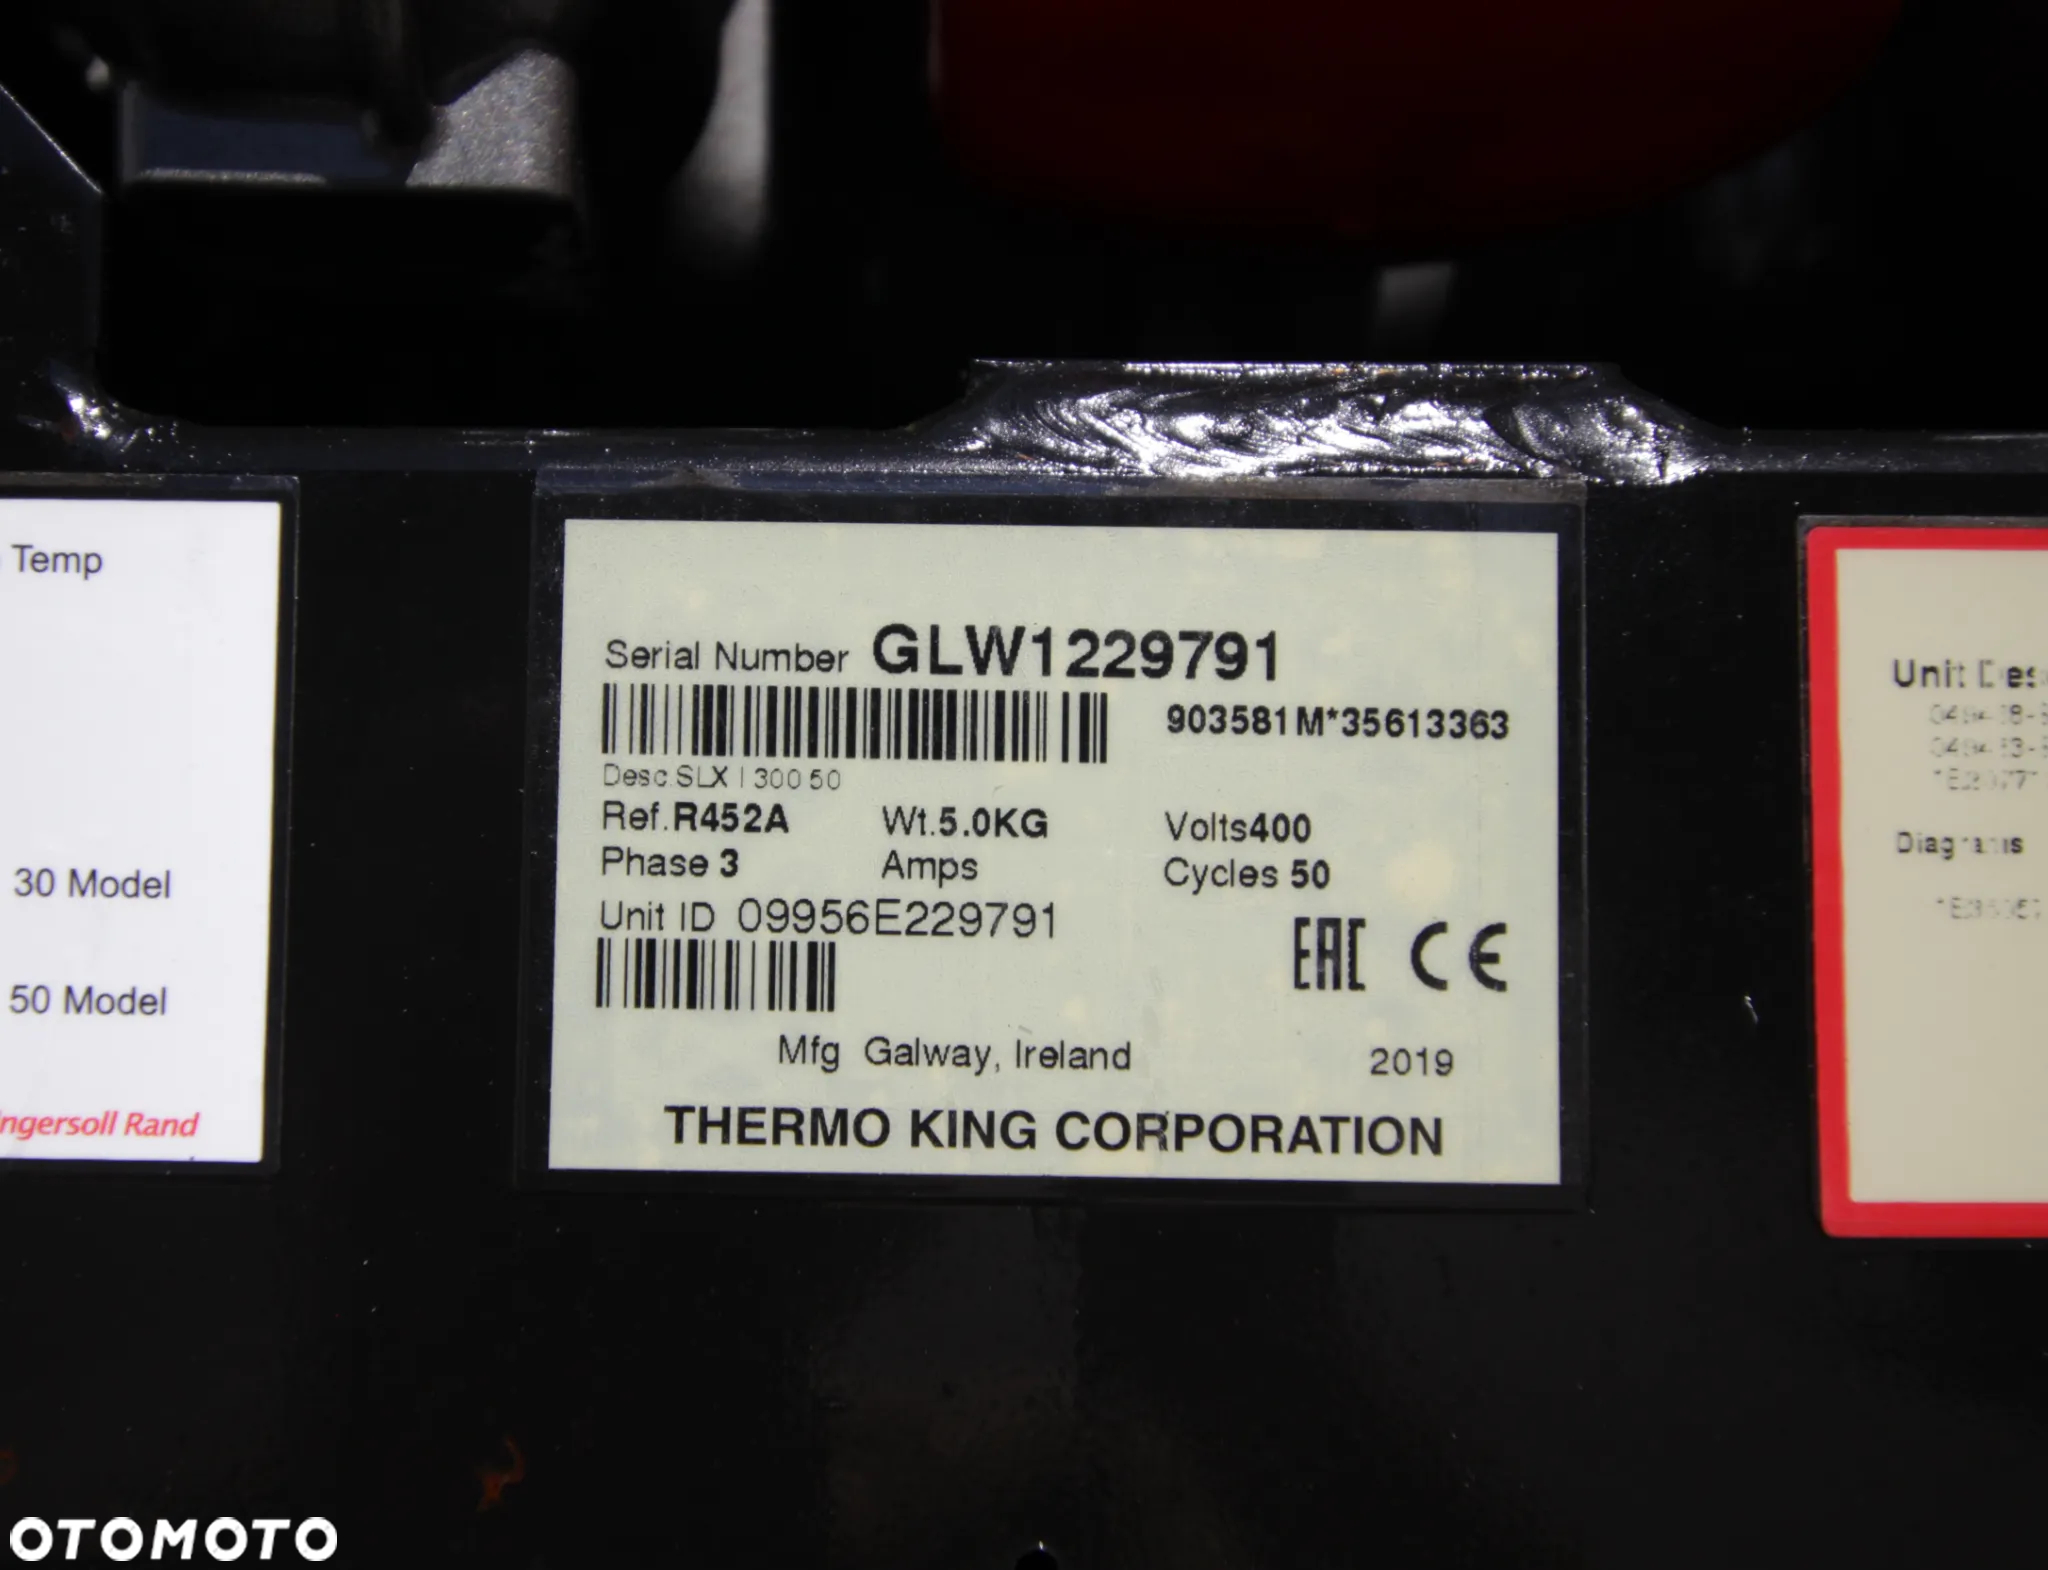 Temp
30 Model
50 Model
Ingersoll Rand
Serial Number GLW1229791
903581M*35613363
Desc.SLX I 300 50
Ref.R452A Wt.5.0KG Volts400
Phase 3 Amps Cycles 50
Unit ID 09956E229791
EAC CE
Mfg Galway, Ireland 2019
THERMO KING CORPORATION
Unit Des
Diagrams
OTOMOTO